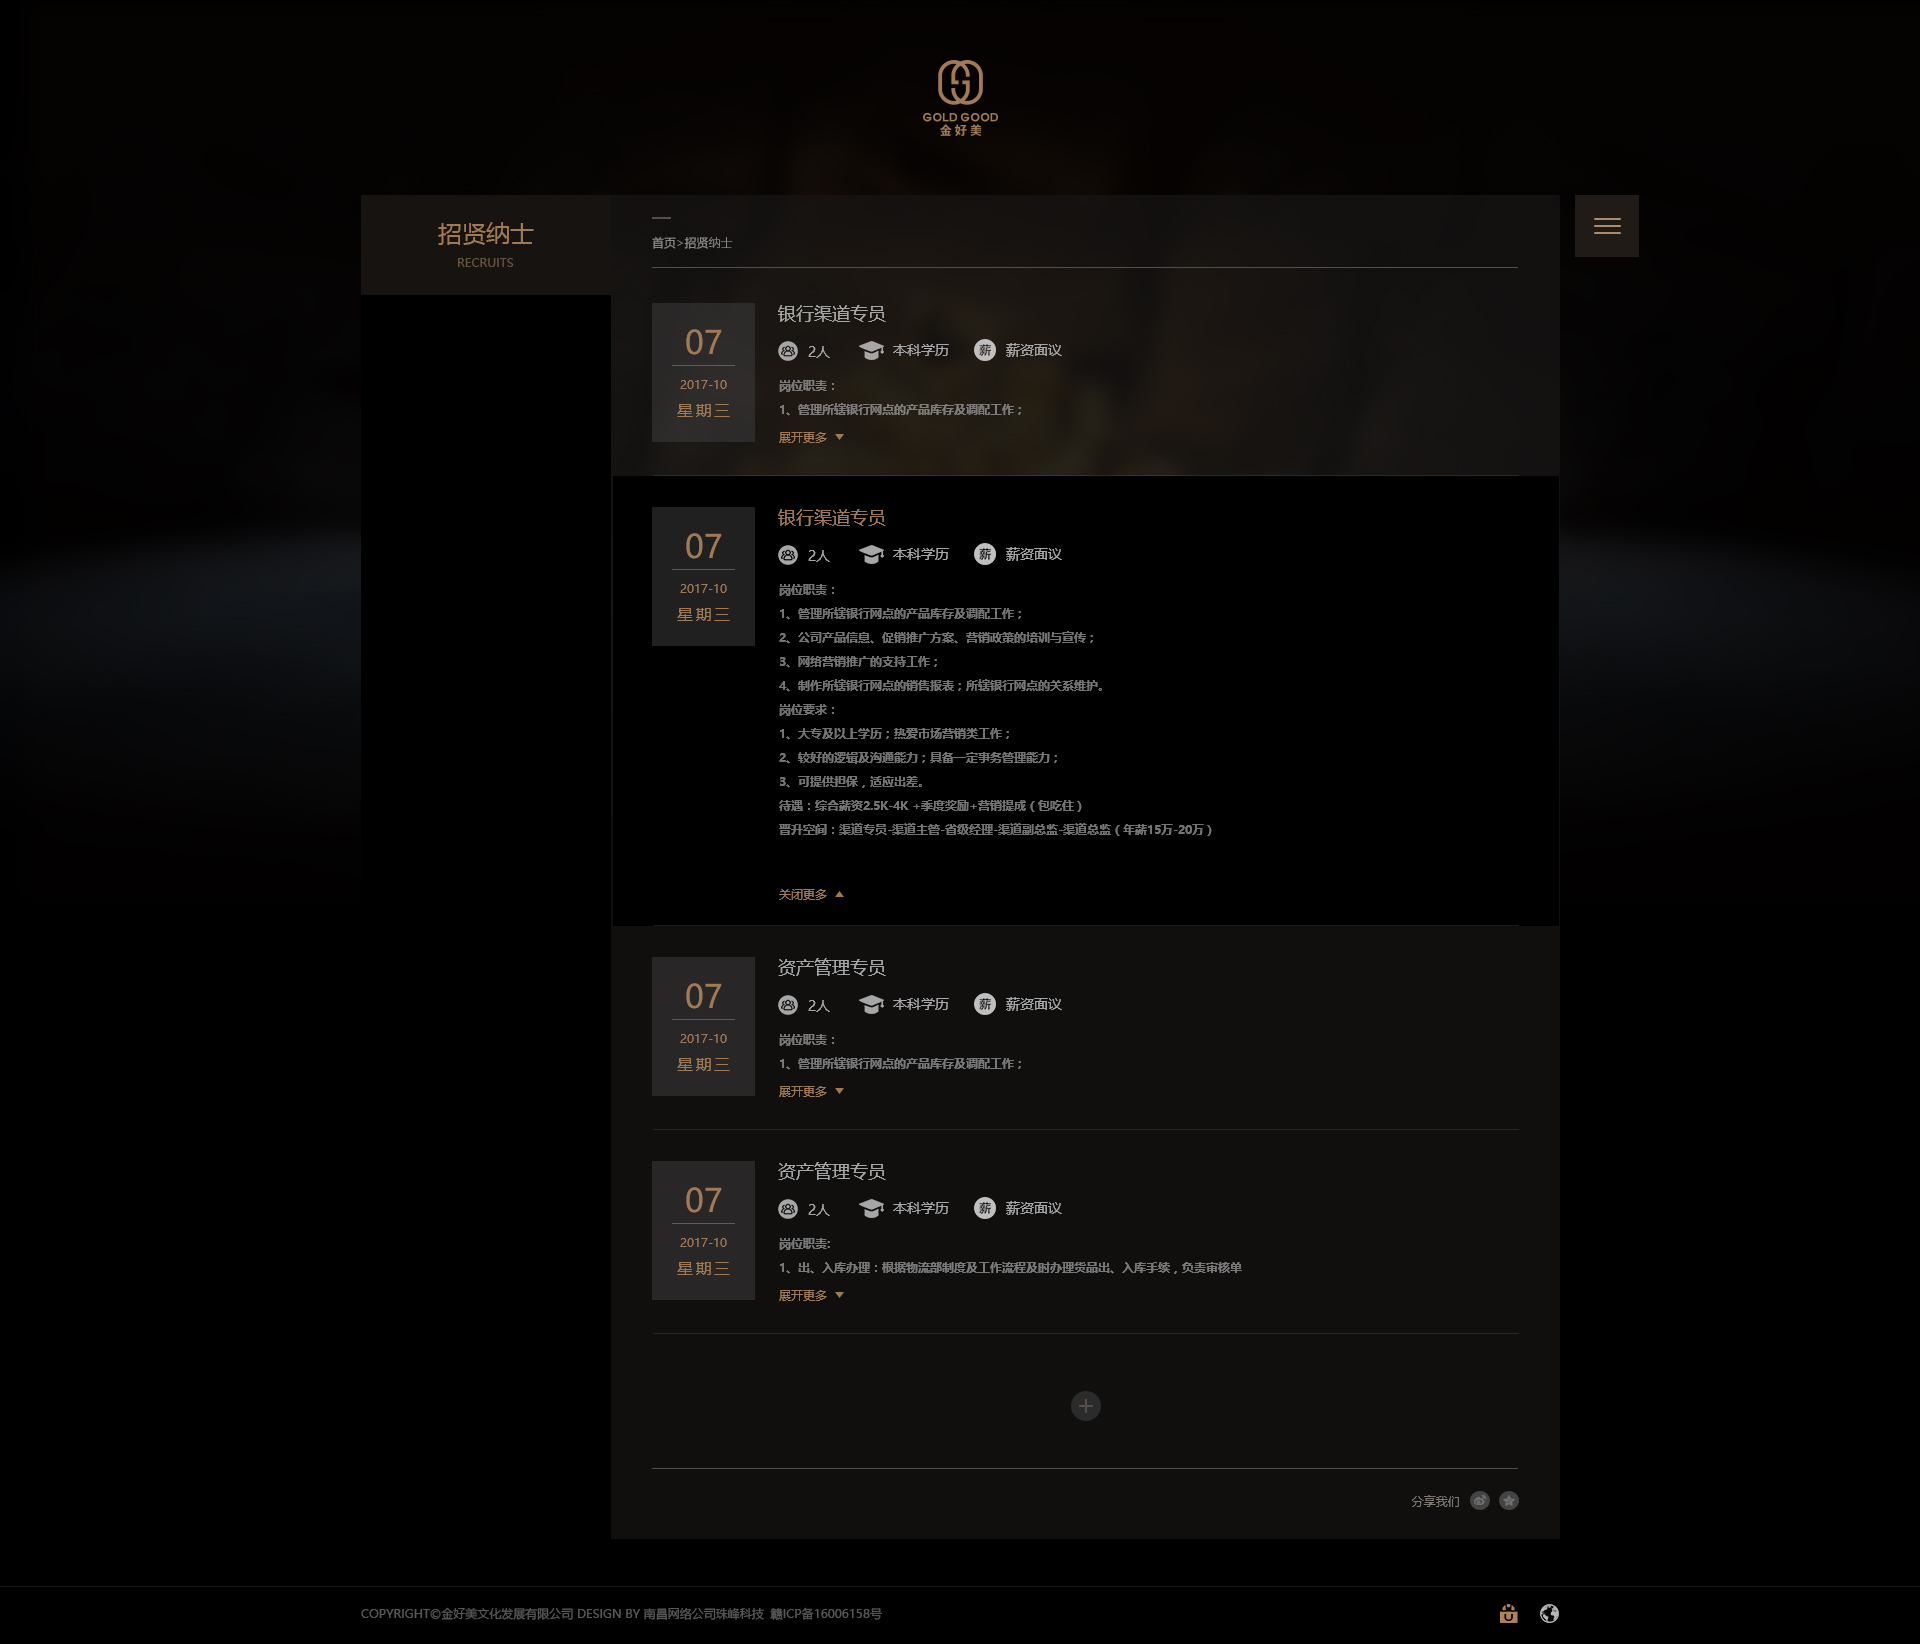 GOLD GOOD
金好美
招贤纳士
RECRUITS
首页>招贤纳士
07
2017-10
星期三
银行渠道专员
2人 本科学历 薪 薪资面议
岗位职责：
1、管理所辖银行网点的产品库存及调配工作；
展开更多
07
2017-10
星期三
银行渠道专员
2人 本科学历 薪 薪资面议
岗位职责：
1、管理所辖银行网点的产品库存及调配工作；
2、公司产品信息、促销推广方案、营销政策的培训与宣传；
3、网络营销推广的支持工作；
4、制作所辖银行网点的销售报表；所辖银行网点的关系维护。
岗位要求：
1、大专及以上学历；热爱市场营销类工作；
2、较好的逻辑及沟通能力；具备一定事务管理能力；
3、可提供担保，适应出差。
待遇：综合薪资2.5K-4K +季度奖励+营销提成（包吃住）
晋升空间：渠道专员-渠道主管-省级经理-渠道副总监-渠道总监（年薪15万-20万）
关闭更多
07
2017-10
星期三
资产管理专员
2人 本科学历 薪 薪资面议
岗位职责：
1、管理所辖银行网点的产品库存及调配工作；
展开更多
07
2017-10
星期三
资产管理专员
2人 本科学历 薪 薪资面议
岗位职责:
1、出、入库办理：根据物流部制度及工作流程及时办理货品出、入库手续，负责审核单
展开更多
分享我们
COPYRIGHT©金好美文化发展有限公司 DESIGN BY 南昌网络公司珠峰科技 赣ICP备16006158号